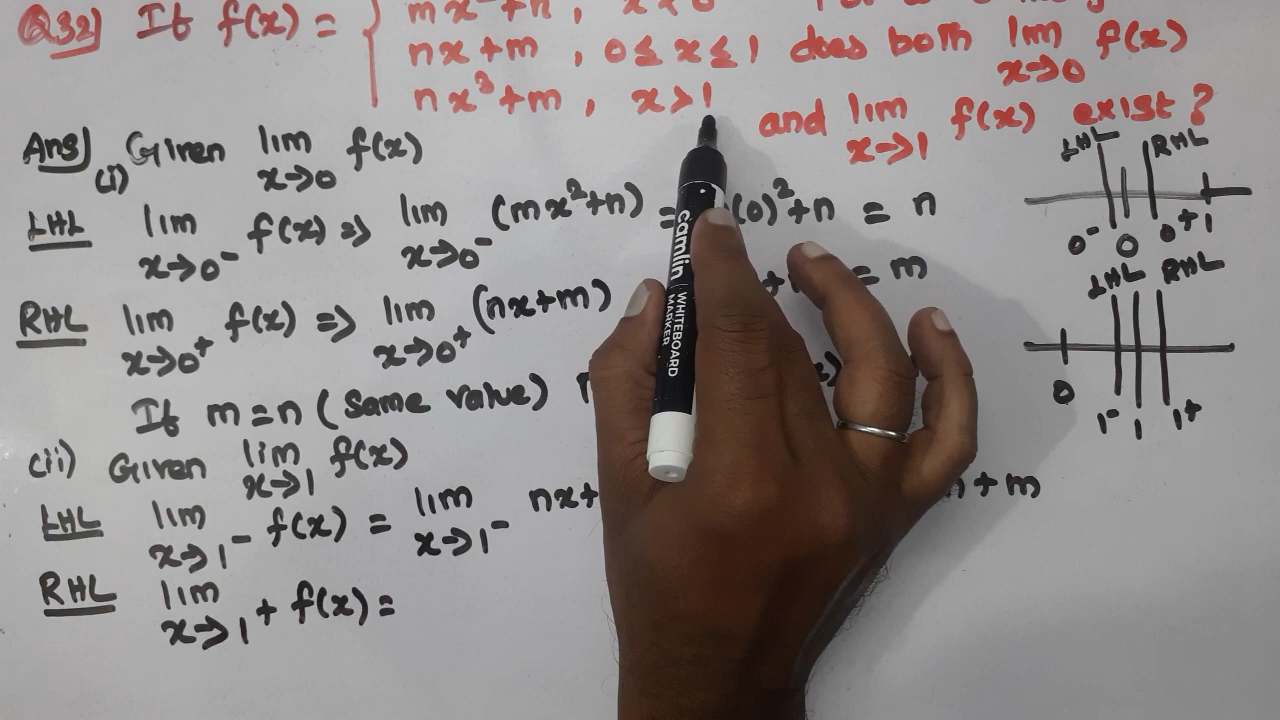 Q32) If f(x) = { mx²+n, x<0
nx+m, 0≤x≤1 does both lim x→0 f(x)
nx³+m, x>1 and lim x→1 f(x) exist?
Ans) (i) Given lim x→0 f(x)
LHL lim x→0⁻ f(x) ⇒ lim x→0⁻ (mx²+n) = (0)²+n = n
RHL lim x→0⁺ f(x) ⇒ lim x→0⁺ (nx+m) = m
If m=n (Same value)
(ii) Given lim x→1 f(x)
LHL lim x→1⁻ f(x) = lim x→1⁻ nx+ n+m
RHL lim x→1⁺ f(x) =
LHL RHL
0⁻ 0 0⁺ 1
LHL RHL
0 1⁻ 1 1⁺
Camlin WHITEBOARD MARKER